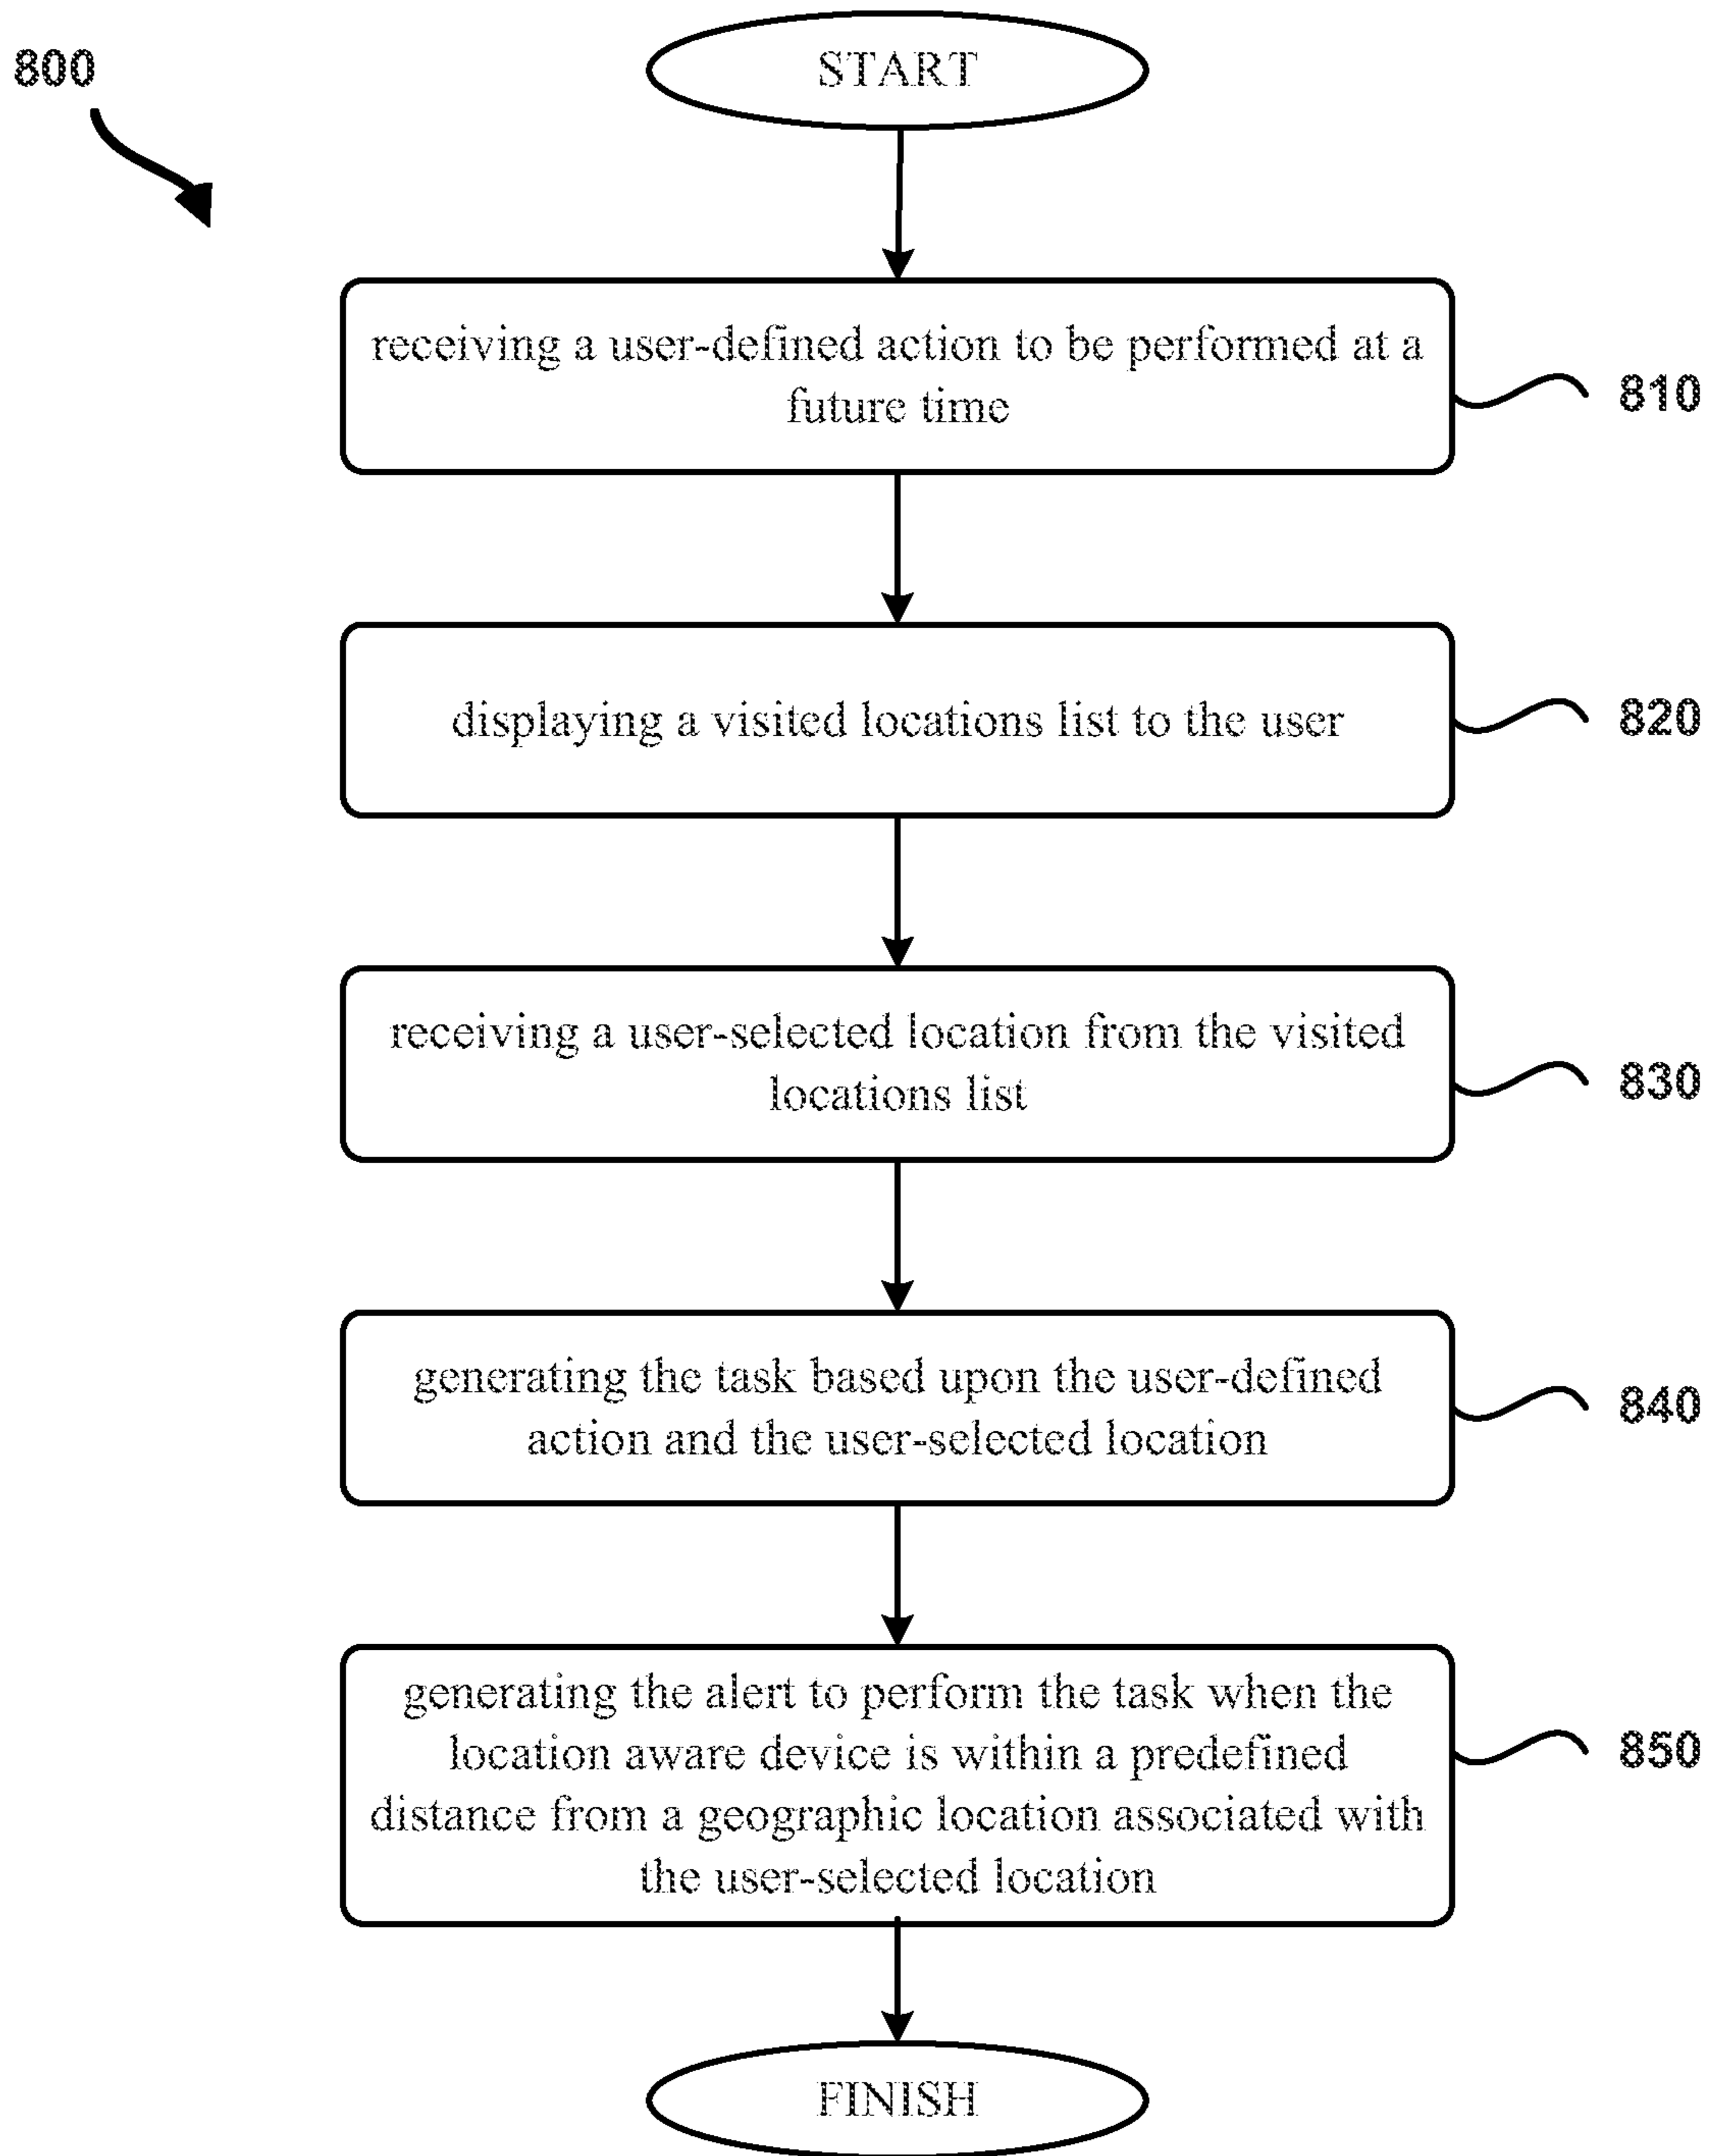 800
START
receiving a user-defined action to be performed at a
future time
810
displaying a visited locations list to the user
820
receiving a user-selected location from the visited
locations list
830
generating the task based upon the user-defined
action and the user-selected location
840
generating the alert to perform the task when the
location aware device is within a predefined
distance from a geographic location associated with
the user-selected location
850
FINISH